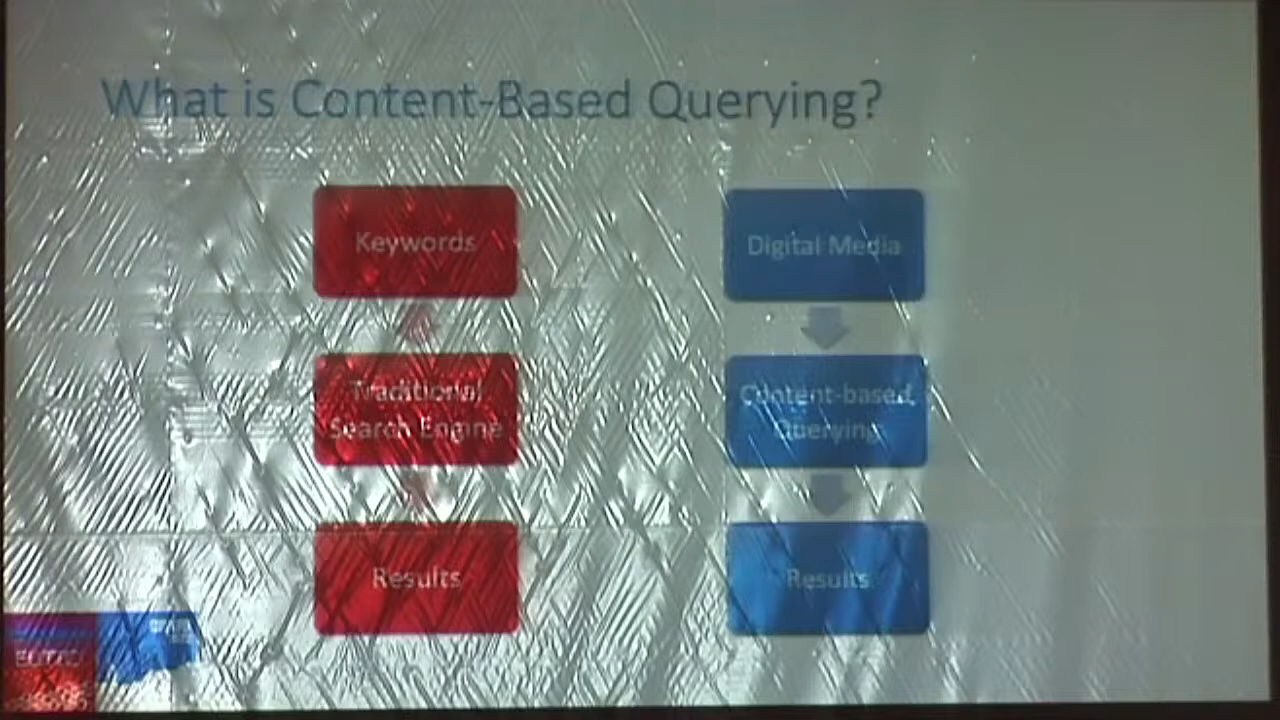 What is Content-Based Querying?
Keywords
Digital Media
Traditional
Search Engine
Content-based
Querying
Results
Results